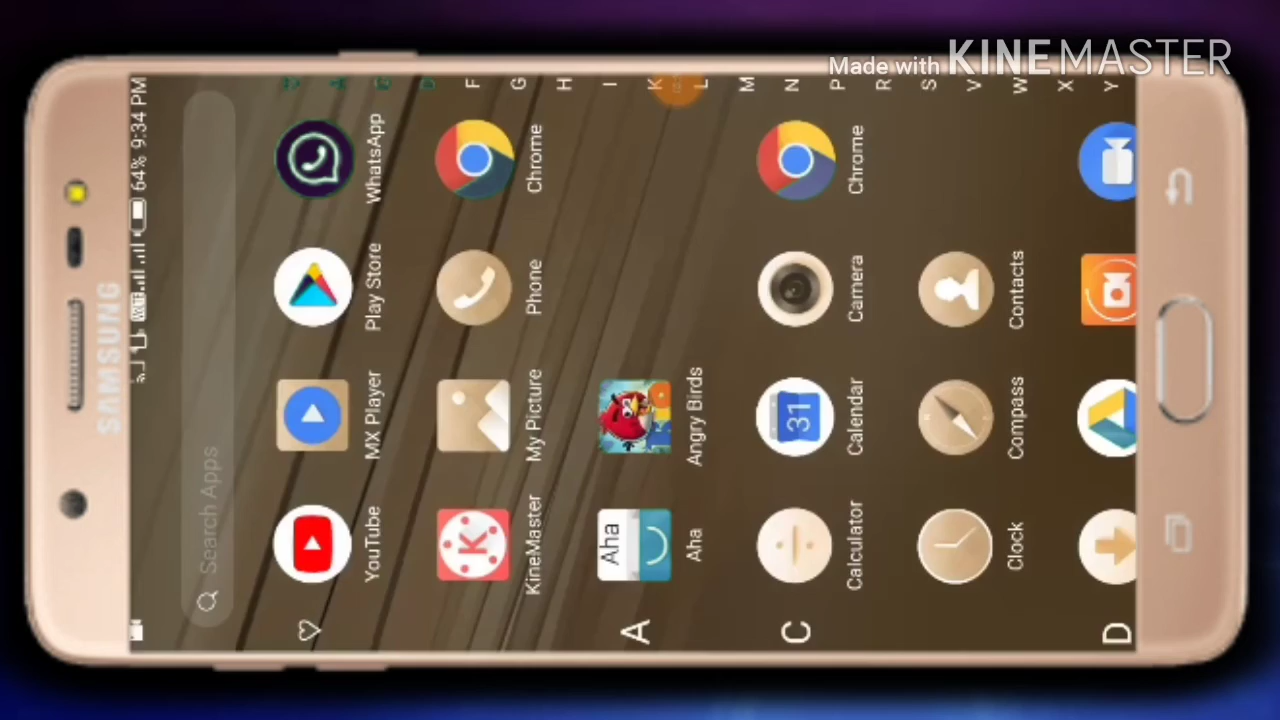 Made with KINEMASTER
SAMSUNG
64% 9:34 PM
Search Apps
YouTube
MX Player
Play Store
WhatsApp
KineMaster
My Picture
Phone
Chrome
A
Aha
Aha
Angry Birds
C
Calculator
31
Calendar
Camera
Chrome
Clock
Compass
Contacts
D
F
G
H
I
K
L
M
N
P
R
S
V
W
X
Y